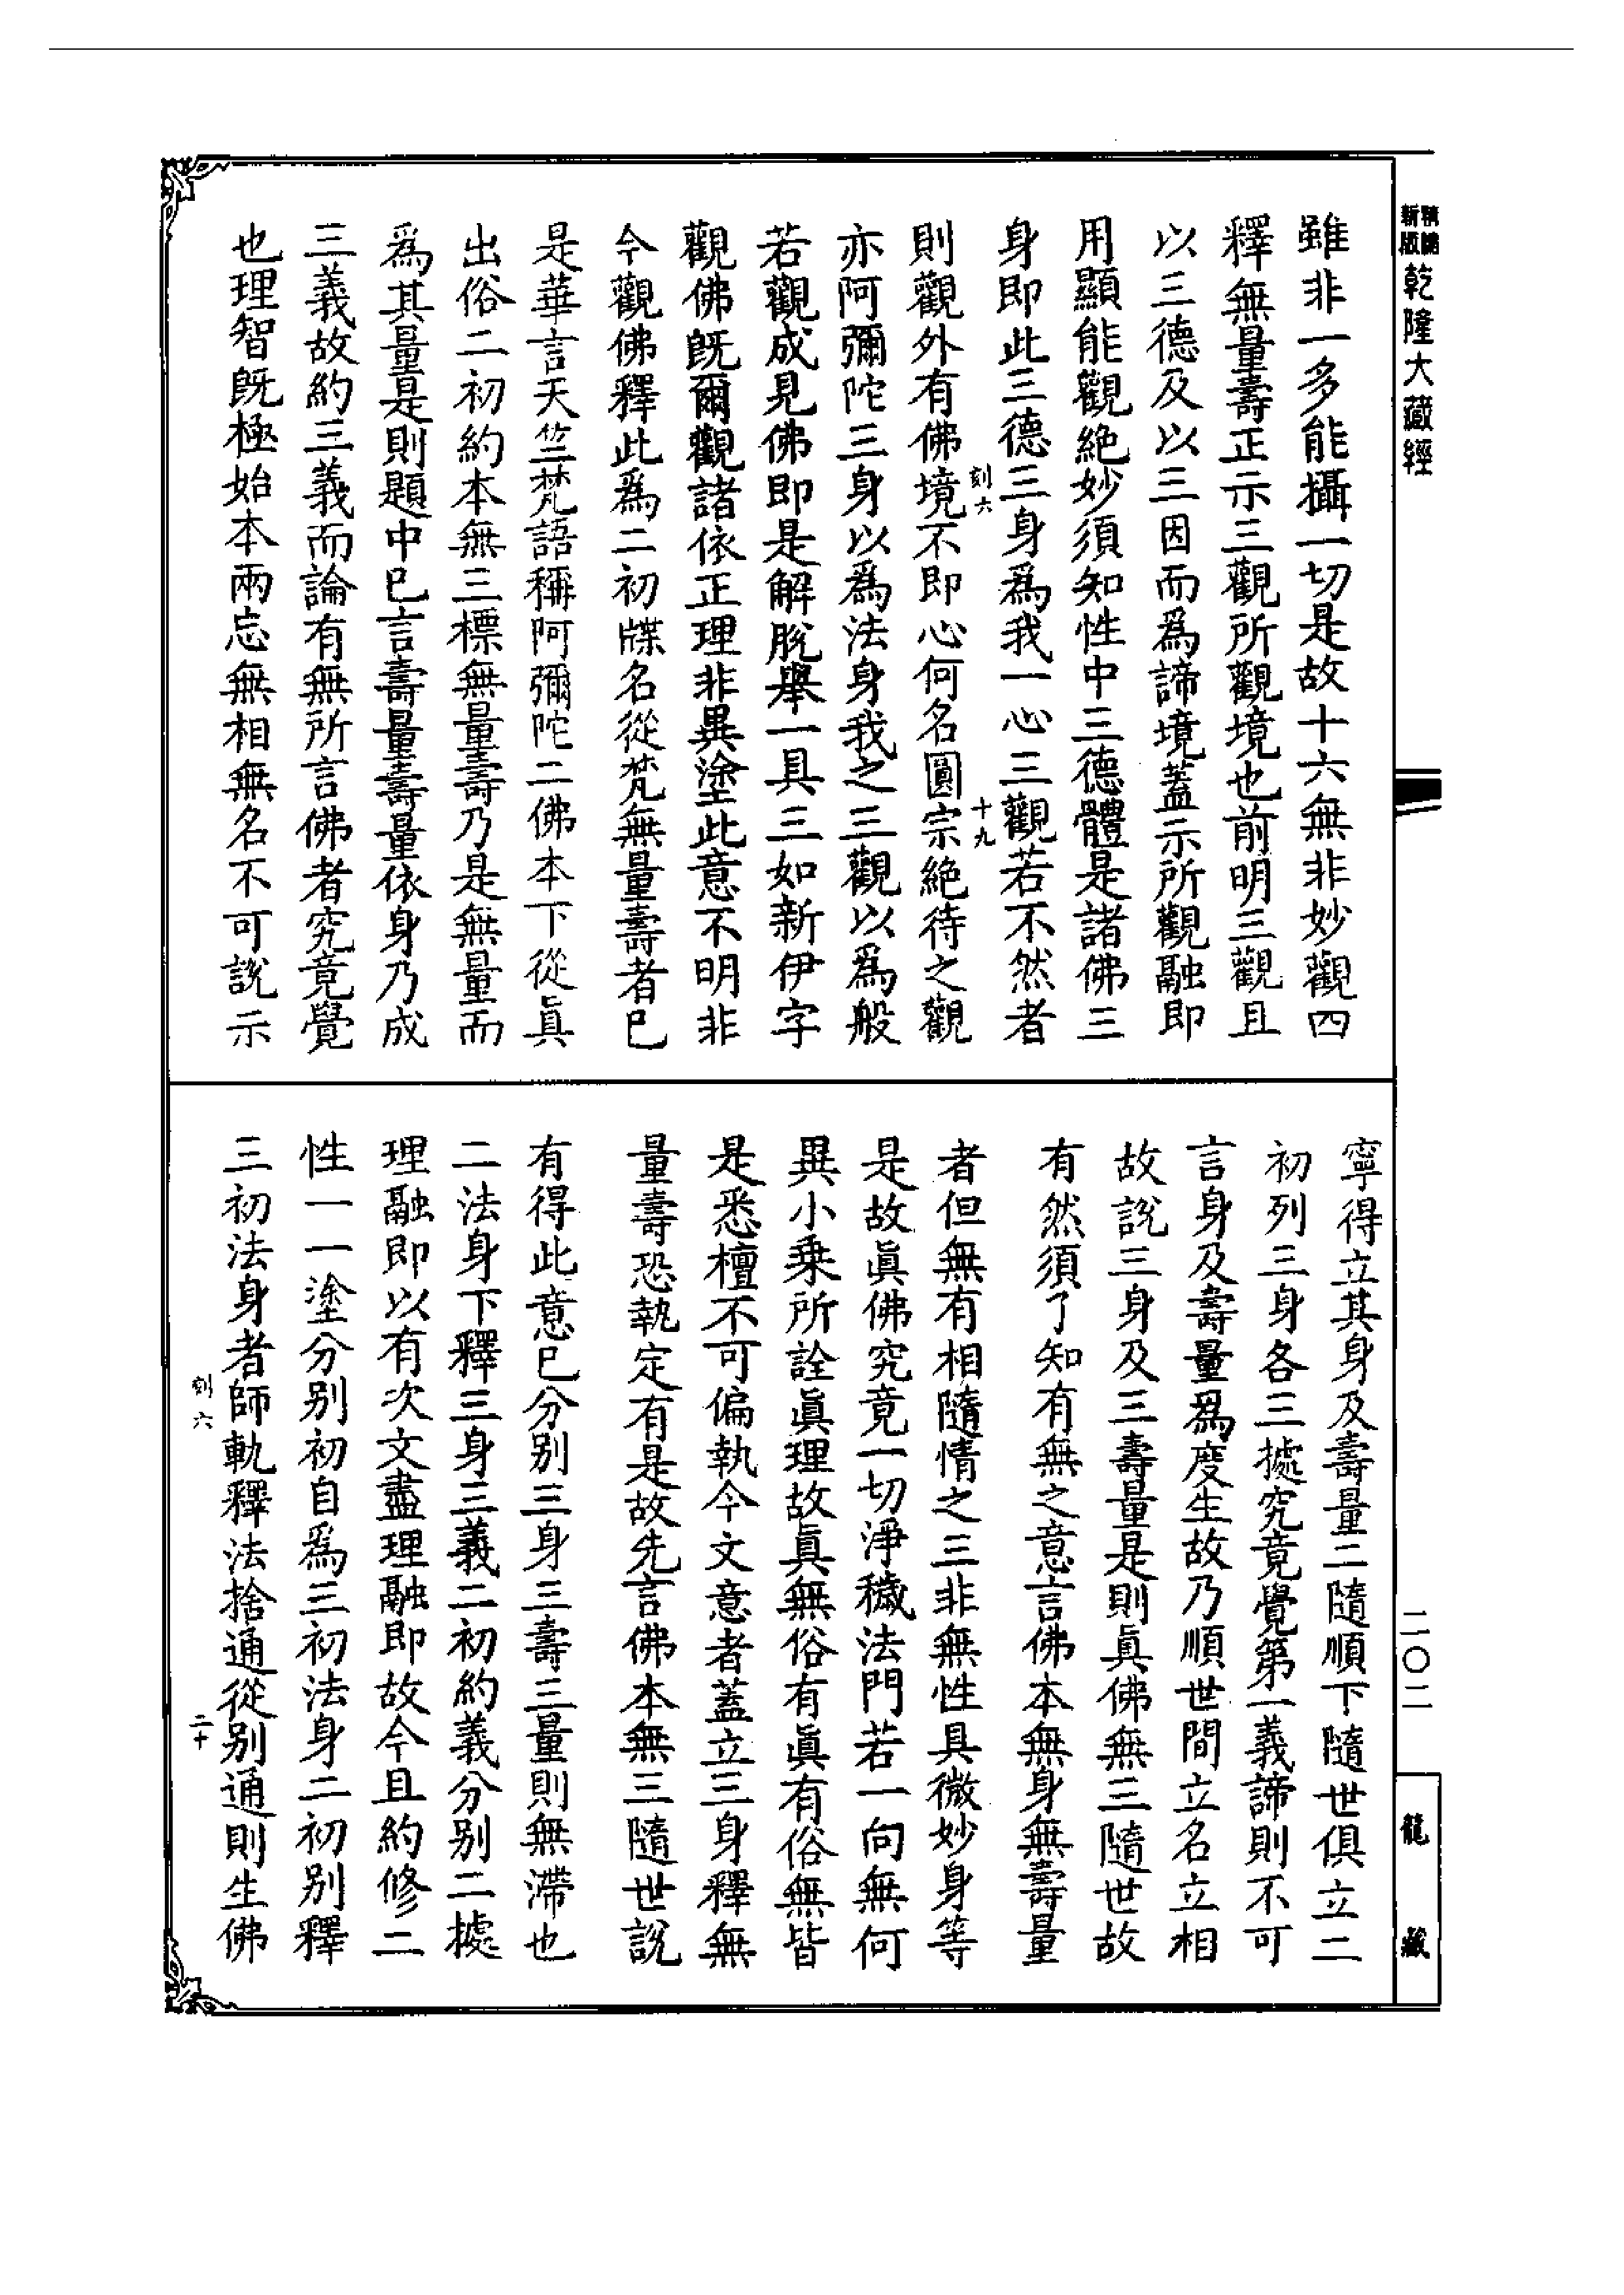 精繕新版乾隆大藏經
雖非一多能攝一切是故十六無非妙觀四
釋無量壽正示三觀所觀境也前明三觀且
以三德及以三因而爲諦境蓋示所觀融即
用顯能觀絶妙須知性中三德體是諸佛三
身即此三德三身爲我一心三觀若不然者
刻六
十九
則觀外有佛境不即心何名圓宗絶待之觀
亦阿彌陀三身以爲法身我之三觀以爲般
若觀成見佛即是解脫舉一具三如新伊字
觀佛既爾觀諸依正理非異塗此意不明非
今觀佛釋此爲二初牒名從梵無量壽者巳
是華言天竺梵語稱阿彌陀二佛本下從眞
出俗二初約本無三標無量壽乃是無量而
爲其量是則題中巳言壽量壽量依身乃成
三義故約三義而論有無所言佛者究竟覺
也理智既極始本兩忘無相無名不可說示
寧得立其身及壽量二隨順下隨世俱立二
初列三身各三據究竟覺第一義諦則不可
言身及壽量爲度生故乃順世間立名立相
故說三身及三壽量是則眞佛無三隨世故
有然須了知有無之意言佛本無身無壽量
者但無有相隨情之三非無性具微妙身等
是故眞佛究竟一切淨穢法門若一向無何
異小乘所詮眞理故眞無俗有眞有俗無皆
是悉檀不可偏執今文意者蓋立三身釋無
量壽恐執定有是故先言佛本無三隨世說
有得此意巳分別三身三壽三量則無滯也
二法身下釋三身三義二初約義分別二據
理融即以有次文盡理融即故今且約修二
性一一塗分別初自爲三初法身二初別釋
三初法身者師軌釋法捨通從別通則生佛
刻六
二十
二〇二
龍藏